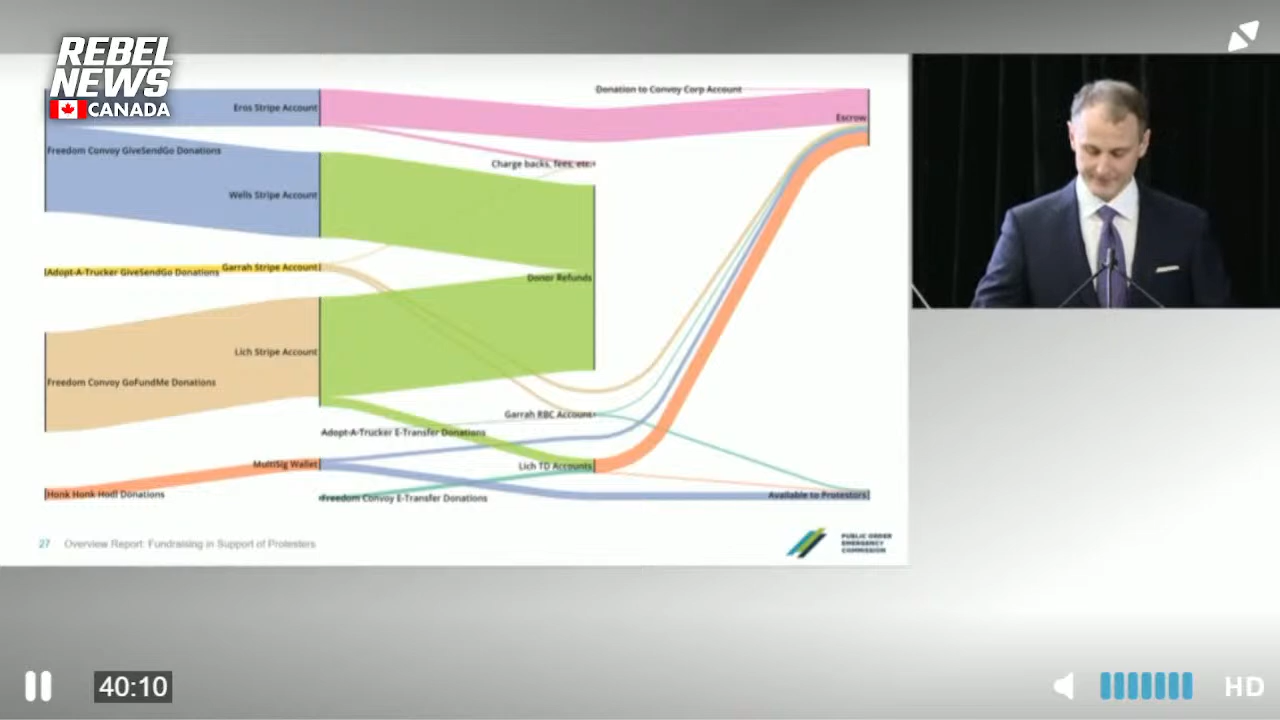 REBEL
NEWS
CANADA
Eros Stripe Account
Donation to Convoy Corp Account
Escrow
Freedom Convoy GiveSendGo Donations
Charge backs, fees, etc.
Wells Stripe Account
Adopt-A-Trucker GiveSendGo Donations
Garrah Stripe Account
Donor Refunds
Lich Stripe Account
Freedom Convoy GoFundMe Donations
Garrah RBC Account
Adopt-A-Trucker E-Transfer Donations
MultiSig Wallet
Lich TD Accounts
Honk Honk Hodl Donations
Freedom Convoy E-Transfer Donations
Available to Protestors
27 Overview Report: Fundraising in Support of Protesters
PUBLIC ORDER
EMERGENCY
COMMISSION
40:10
HD